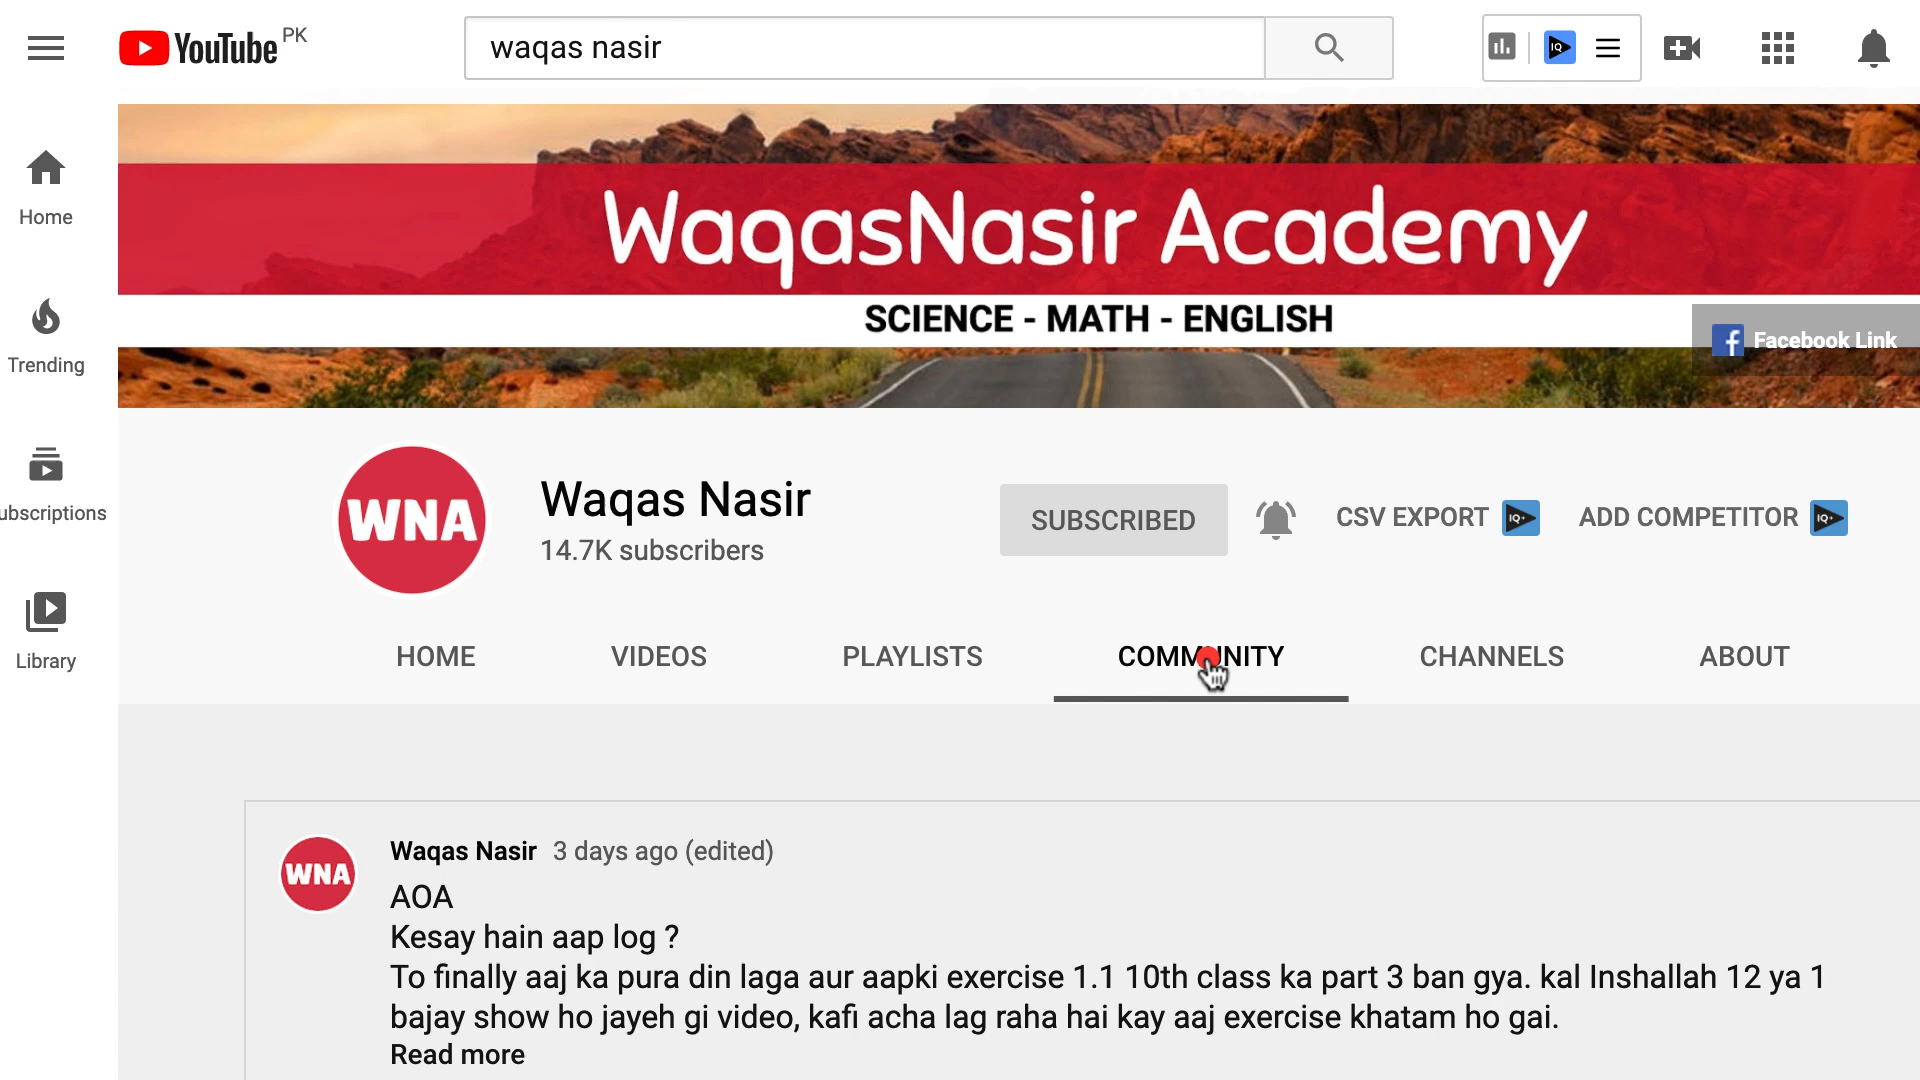 YouTube PK
waqas nasir
IQ
Home
Trending
ubscriptions
Library
WaqasNasir Academy
SCIENCE - MATH - ENGLISH
Facebook Link
WNA
Waqas Nasir
14.7K subscribers
SUBSCRIBED
CSV EXPORT IQ+
ADD COMPETITOR IQ+
HOME VIDEOS PLAYLISTS COMMUNITY CHANNELS ABOUT
WNA
Waqas Nasir 3 days ago (edited)
AOA
Kesay hain aap log ?
To finally aaj ka pura din laga aur aapki exercise 1.1 10th class ka part 3 ban gya. kal Inshallah 12 ya 1
bajay show ho jayeh gi video, kafi acha lag raha hai kay aaj exercise khatam ho gai.
Read more